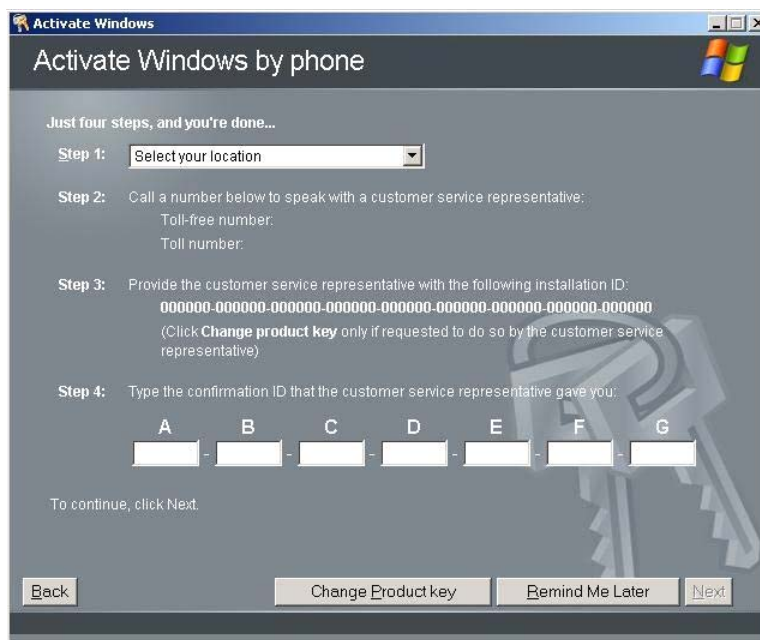 Activate Windows
Activate Windows by phone
Just four steps, and you're done...
Step 1: Select your location
Step 2: Call a number below to speak with a customer service representative:
Toll-free number:
Toll number:
Step 3: Provide the customer service representative with the following installation ID:
000000-000000-000000-000000-000000-000000-000000-000000-000000
(Click Change product key only if requested to do so by the customer service
representative)
Step 4: Type the confirmation ID that the customer service representative gave you:
A B C D E F G
- - - - - -
To continue, click Next.
Back Change Product key Remind Me Later Next